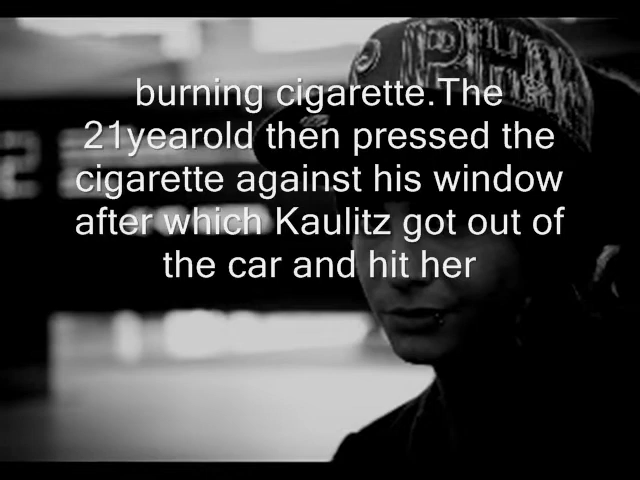 burning cigarette.The
21yearold then pressed the
cigarette against his window
after which Kaulitz got out of
the car and hit her